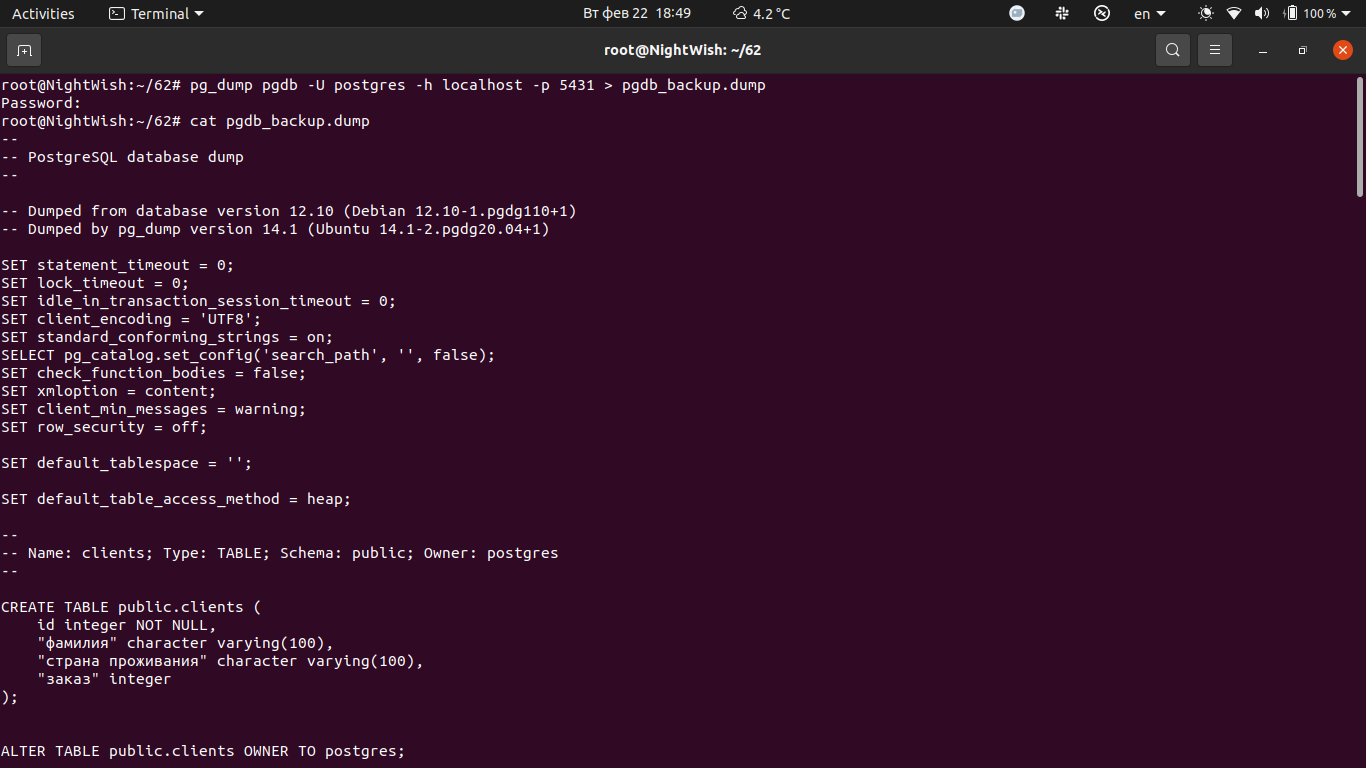 Activities Terminal Вт фев 22 18:49 4.2 °C en 100 %
root@NightWish: ~/62
root@NightWish:~/62# pg_dump pgdb -U postgres -h localhost -p 5431 > pgdb_backup.dump
Password:
root@NightWish:~/62# cat pgdb_backup.dump
--
-- PostgreSQL database dump
--
-- Dumped from database version 12.10 (Debian 12.10-1.pgdg110+1)
-- Dumped by pg_dump version 14.1 (Ubuntu 14.1-2.pgdg20.04+1)
SET statement_timeout = 0;
SET lock_timeout = 0;
SET idle_in_transaction_session_timeout = 0;
SET client_encoding = 'UTF8';
SET standard_conforming_strings = on;
SELECT pg_catalog.set_config('search_path', '', false);
SET check_function_bodies = false;
SET xmloption = content;
SET client_min_messages = warning;
SET row_security = off;
SET default_tablespace = '';
SET default_table_access_method = heap;
--
-- Name: clients; Type: TABLE; Schema: public; Owner: postgres
--
CREATE TABLE public.clients (
    id integer NOT NULL,
    "фамилия" character varying(100),
    "страна проживания" character varying(100),
    "заказ" integer
);
ALTER TABLE public.clients OWNER TO postgres;